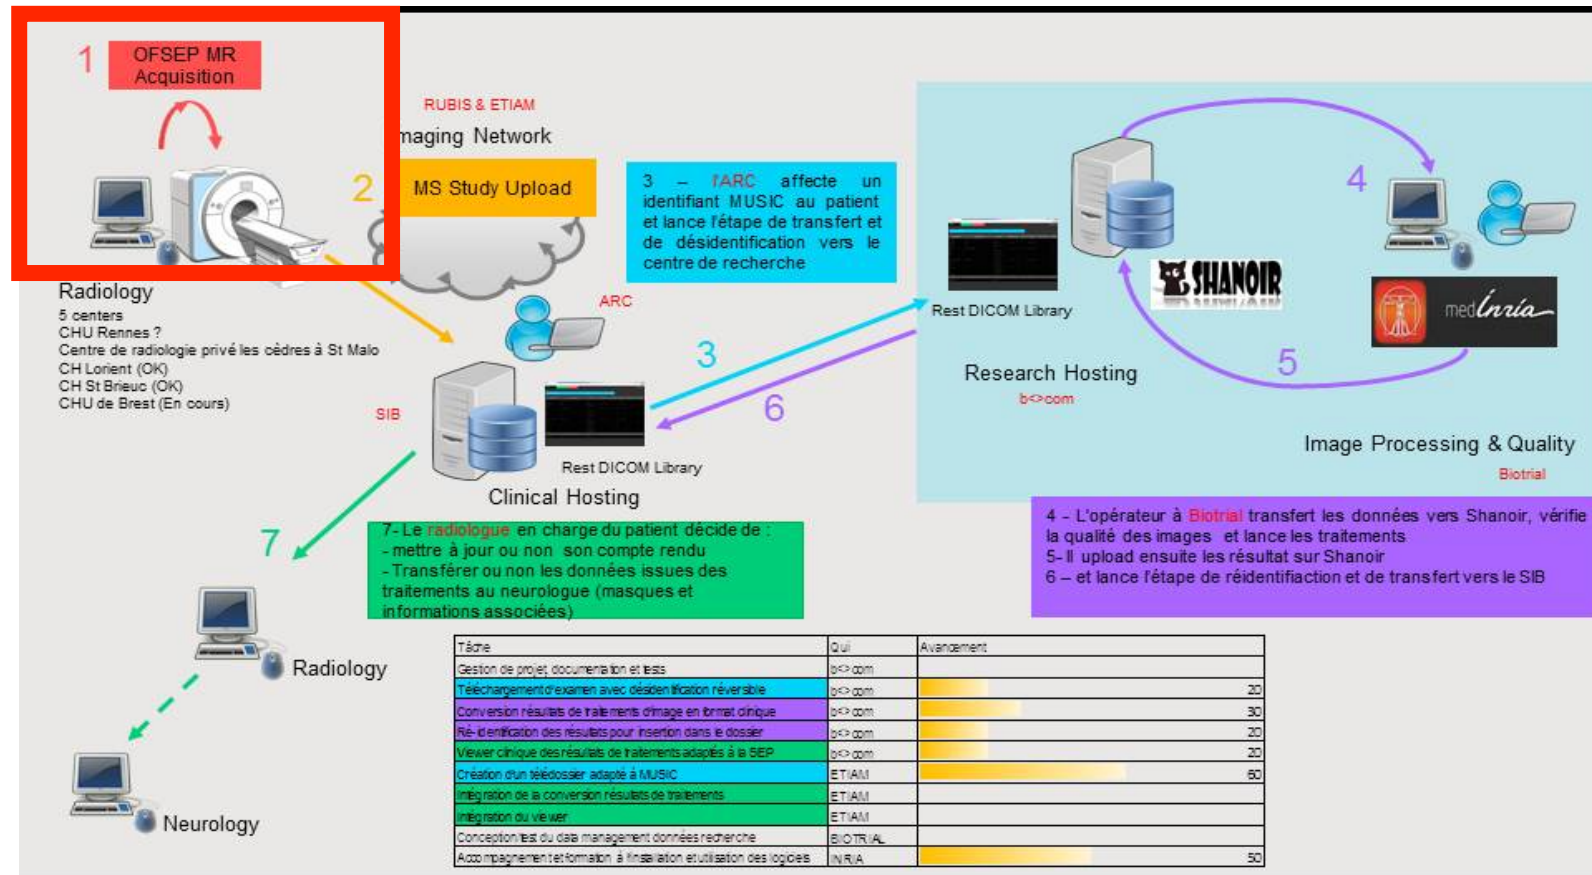 1
OFSEP MR
Acquisition
RUBIS & ETIAM
maging Network
2
MS Study Upload
3 – l'ARC affecte un
identifiant MUSIC au patient
et lance l'étape de transfert et
de désidentification vers le
centre de recherche
4
SHANOIR
medInria
Rest DICOM Library
5
Research Hosting
b<>com
Image Processing & Quality
Biotrial
Radiology
5 centers
CHU Rennes ?
Centre de radiologie privé les cèdres à St Malo
CH Lorient (OK)
CH St Brieuc (OK)
CHU de Brest (En cours)
ARC
3
6
SIB
Rest DICOM Library
Clinical Hosting
4 - L'opérateur à Biotrial transfert les données vers Shanoir, vérifie
la qualité des images et lance les traitements
5- Il upload ensuite les résultat sur Shanoir
6 – et lance l'étape de réidentifiaction et de transfert vers le SIB
7
7- Le radiologue en charge du patient décide de :
- mettre à jour ou non son compte rendu
- Transférer ou non les données issues des
traitements au neurologue (masques et
informations associées)
Radiology
Neurology
Tâche Qui Avancement
Gestion de projet, documentation et tests b<>com
Téléchargement d'examen avec désidentification réversible b<>com 20
Conversion résultats de traitements d'image en format clinique b<>com 30
Ré-identification des résultats pour insertion dans le dossier b<>com 20
Viewer clinique des résultats de traitements adaptés à la SEP b<>com 20
Création d'un télédossier adapté à MUSIC ETIAM 60
Intégration de la conversion résultats de traitements ETIAM
Intégration du viewer ETIAM
Conception/test du data management données recherche BIOTRIAL
Accompagnement et formation à l'installation et utilisation des logiciels INRIA 50